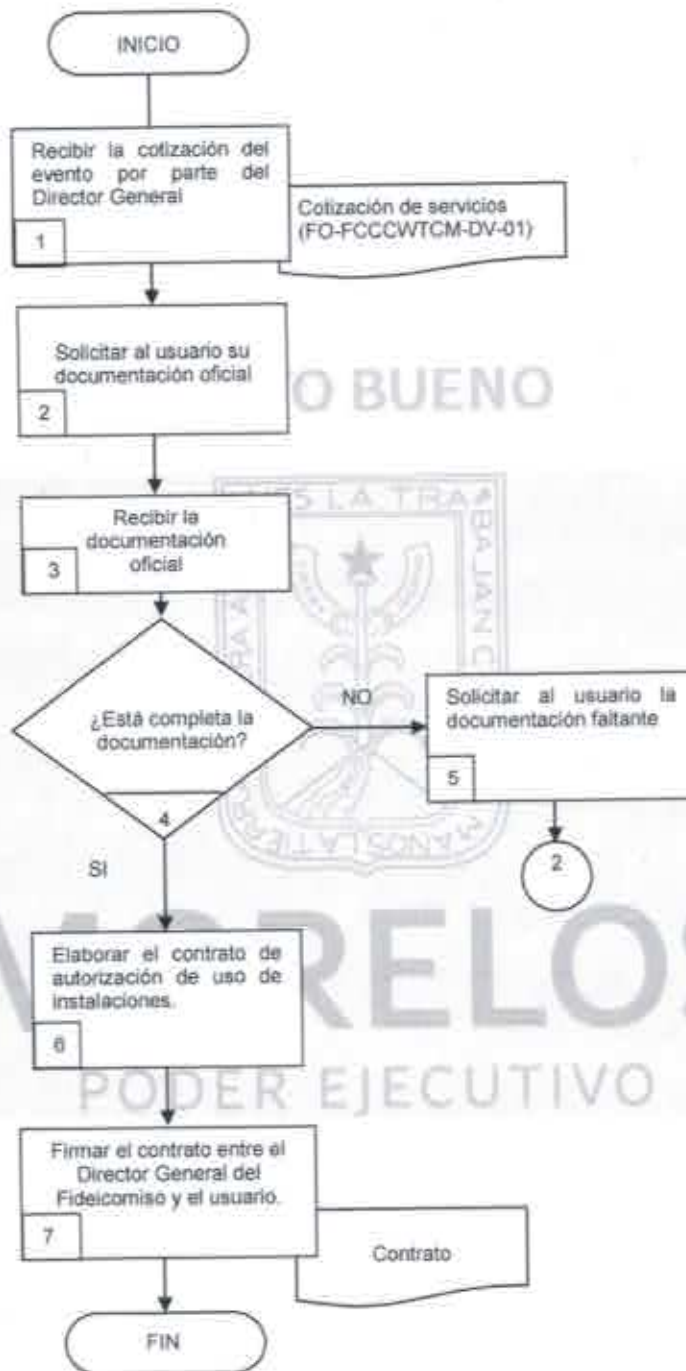 INICIO
Recibir la cotización del
evento por parte del
Director General
1
Cotización de servicios
(FO-FCCCWTCM-DV-01)
Solicitar al usuario su
documentación oficial
2
O BUENO
Recibir la
documentación
oficial
3
¿Está completa la
documentación?
4
NO
Solicitar al usuario la
documentación faltante
5
2
SI
MORELOS
Elaborar el contrato de
autorización de uso de
instalaciones.
6
PODER EJECUTIVO
Firmar el contrato entre el
Director General del
Fideicomiso y el usuario.
7
Contrato
FIN